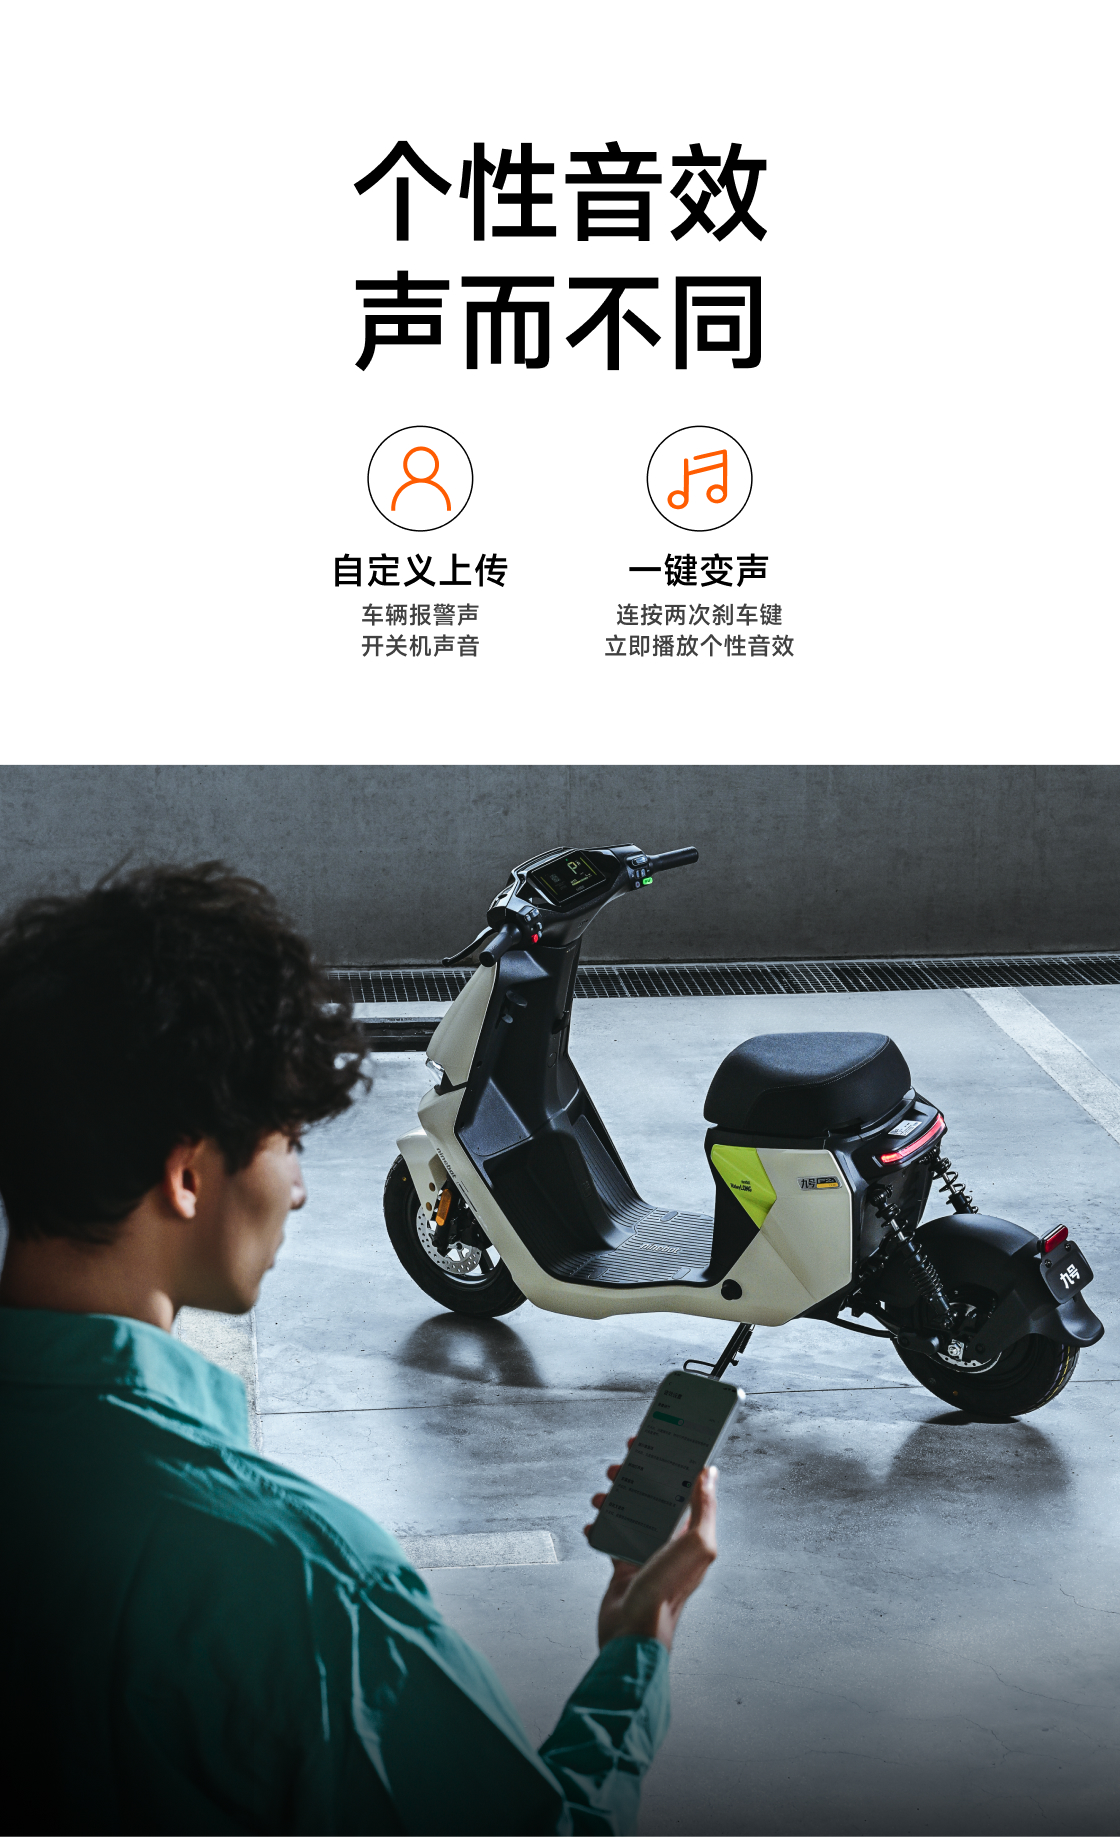 个性音效
声而不同
自定义上传
一键变声
车辆报警声
开关机声音
连按两次刹车键
立即播放个性音效
P
九号
九号